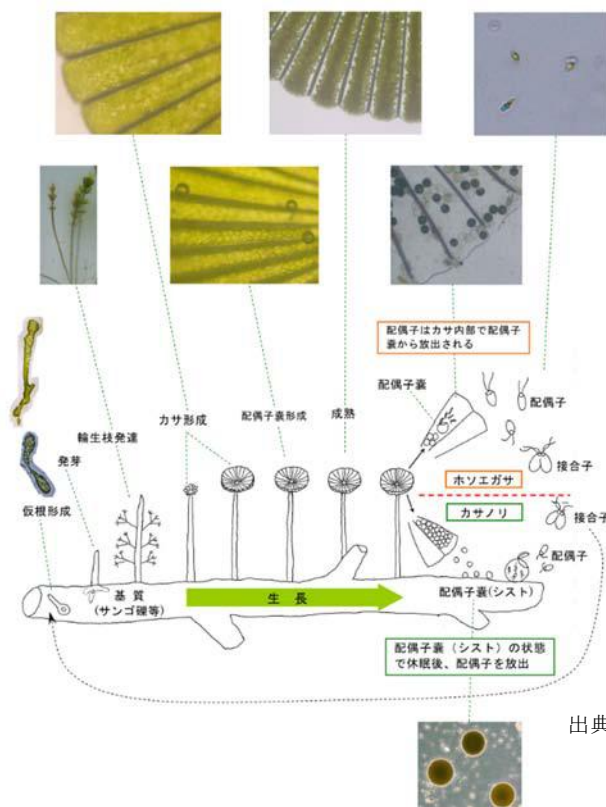 配偶子はカサ内部で配偶子
嚢から放出される
配偶子嚢
配偶子
カサ形成
配偶子嚢形成
成熟
輪生枝発達
接合子
発芽
ホソエガサ
カサノリ
仮根形成
接合子
配偶子
基質
(サンゴ礫等)
生長
配偶子嚢(シスト)
配偶子嚢(シスト)の状態
で休眠後、配偶子を放出
出典